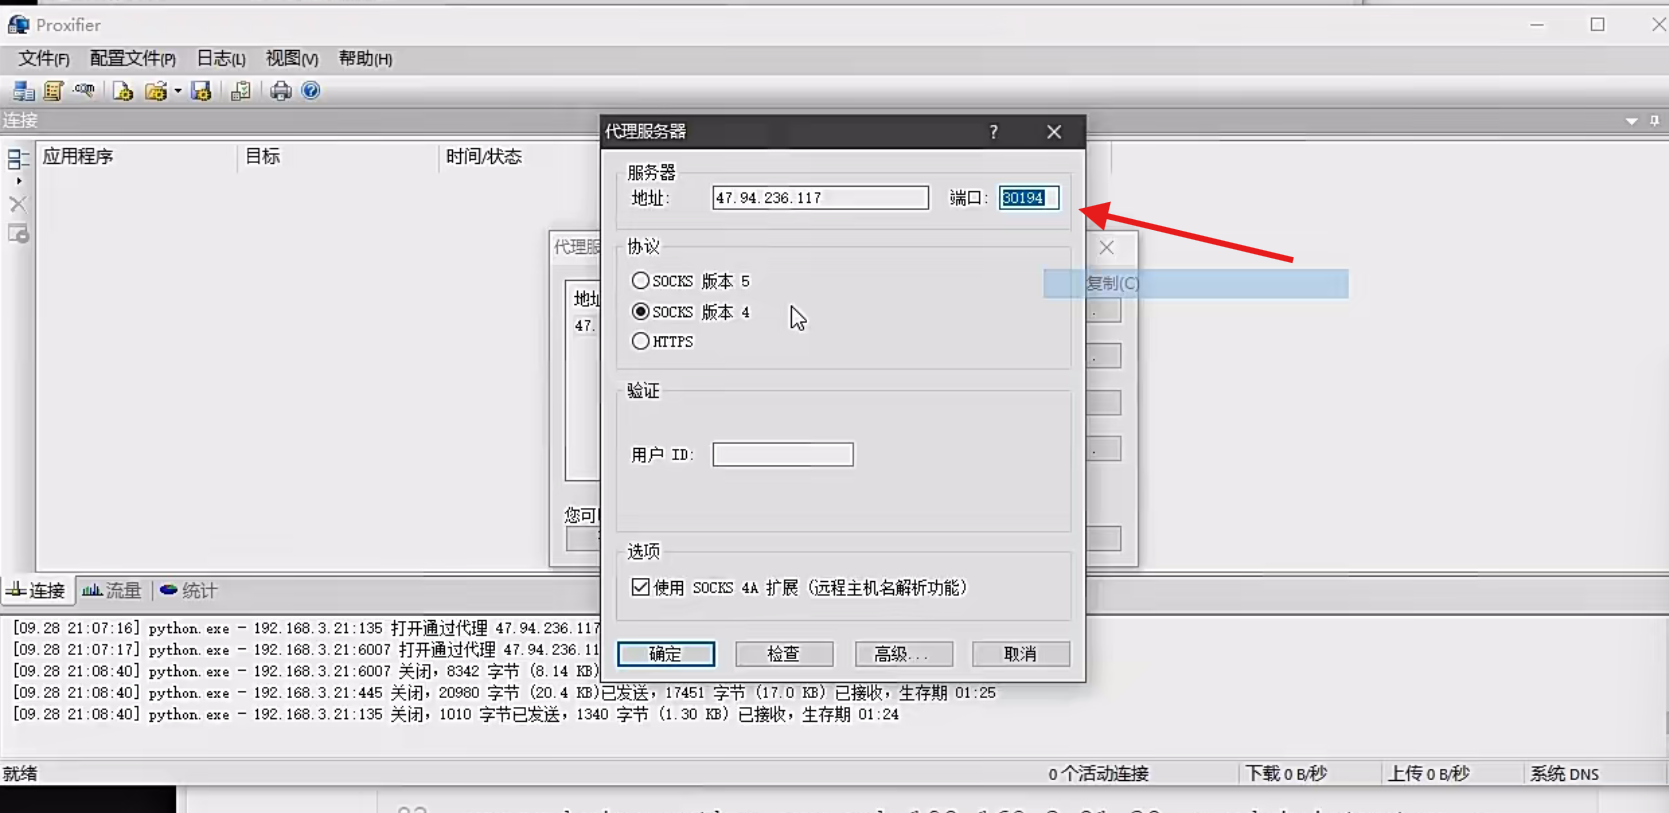 Proxifier
文件(F) 配置文件(P) 日志(L) 视图(V) 帮助(H)
.com
连接
应用程序 目标 时间/状态
代理服务器 ?
服务器
地址: 47.94.236.117 端口: 30194
协议
SOCKS 版本 5
SOCKS 版本 4
HTTPS
验证
用户 ID:
选项
使用 SOCKS 4A 扩展 (远程主机名解析功能)
确定 检查 高级... 取消
代理服
地址
47.
您可
复制(C)
连接 流量 统计
[09.28 21:07:16] python.exe - 192.168.3.21:135 打开通过代理 47.94.236.117
[09.28 21:07:17] python.exe - 192.168.3.21:6007 打开通过代理 47.94.236.11
[09.28 21:08:40] python.exe - 192.168.3.21:6007 关闭, 8342 字节 (8.14 KB)
[09.28 21:08:40] python.exe - 192.168.3.21:445 关闭, 20980 字节 (20.4 KB)已发送, 17451 字节 (17.0 KB) 已接收, 生存期 01:25
[09.28 21:08:40] python.exe - 192.168.3.21:135 关闭, 1010 字节已发送, 1340 字节 (1.30 KB) 已接收, 生存期 01:24
就绪 0 个活动连接 下载 0 B/秒 上传 0 B/秒 系统 DNS